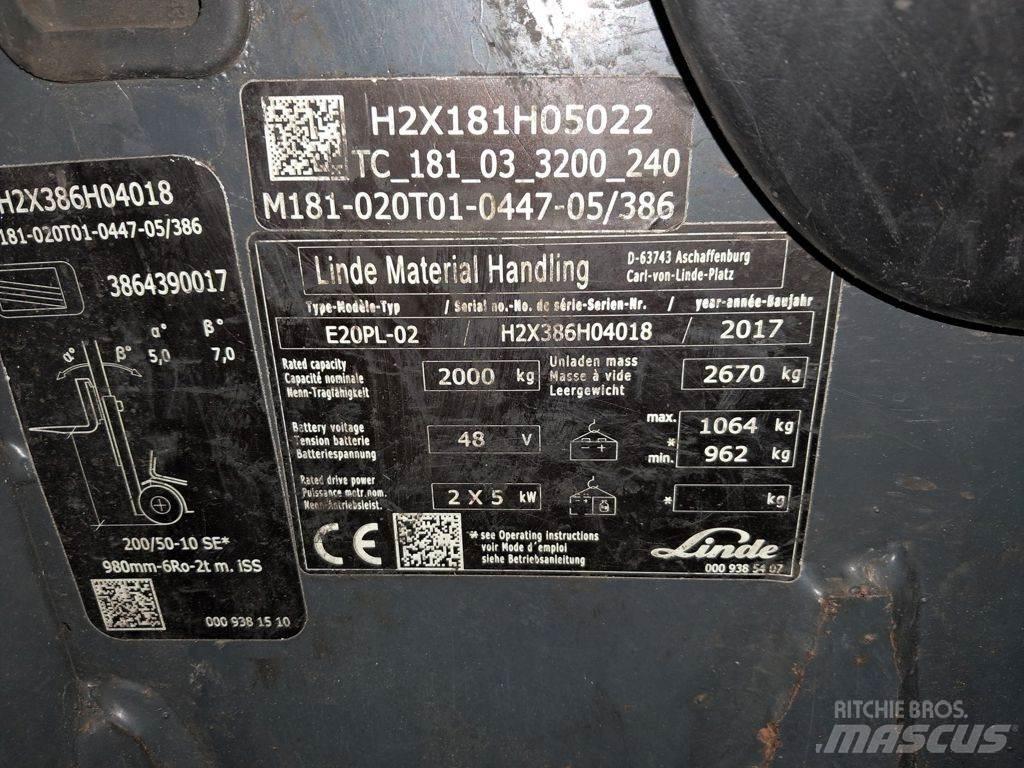 H2X181H05022
TC_181_03_3200_240
M181-020T01-0447-05/386
H2X386H04018
181-020T01-0447-05/386
3864390017
α° β°
5,0 7,0
α° β°
200/50-10 SE*
980mm-6Ro-2t m. iSS
000 938 15 10
Linde Material Handling
D-63743 Aschaffenburg
Carl-von-Linde-Platz
Type-Modèle-Typ / Serial no.-No. de série-Serien-Nr. / year-année-Baujahr
E20PL-02 / H2X386H04018 / 2017
Rated capacity
Capacité nominale
Nenn-Tragfähigkeit
2000 kg
Unladen mass
Masse à vide
Leergewicht
2670 kg
Battery voltage
Tension batterie
Batteriespannung
48 V
max. 1064 kg
*
min. 962 kg
Rated drive power
Puissance motr.nom.
Nenn-Antriebsleist.
2 X 5 kW
* kg
CE
* see Operating instructions
voir Mode d'emploi
siehe Betriebsanleitung
Linde
000 938 54 07
RITCHIE BROS.
MASCUS